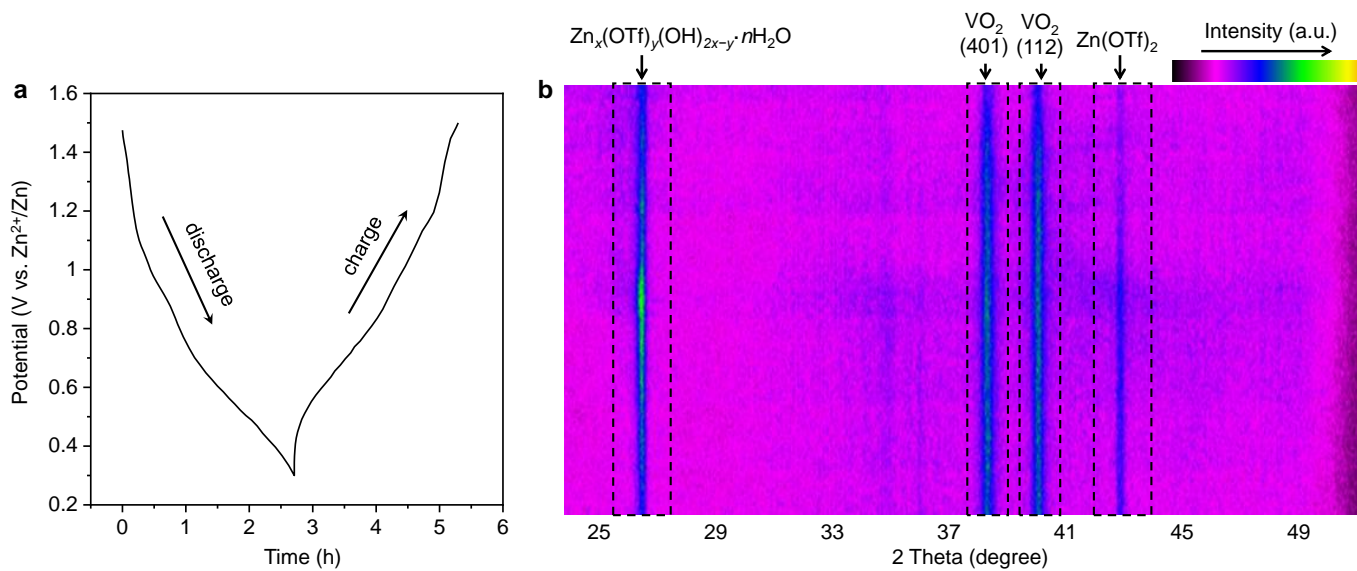 a
1.6
1.4
1.2
1
0.8
0.6
0.4
0.2
Potential (V vs. Zn²⁺/Zn)
discharge
charge
0 1 2 3 4 5 6
Time (h)
b
Znₓ(OTf)ᵧ(OH)₂ₓ₋ᵧ·nH₂O
VO₂
(401)
VO₂
(112)
Zn(OTf)₂
Intensity (a.u.)
25 29 33 37 41 45 49
2 Theta (degree)